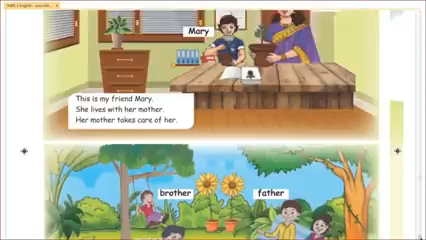 Mary
This is my friend Mary.
She lives with her mother.
Her mother takes care of her.
brother
father